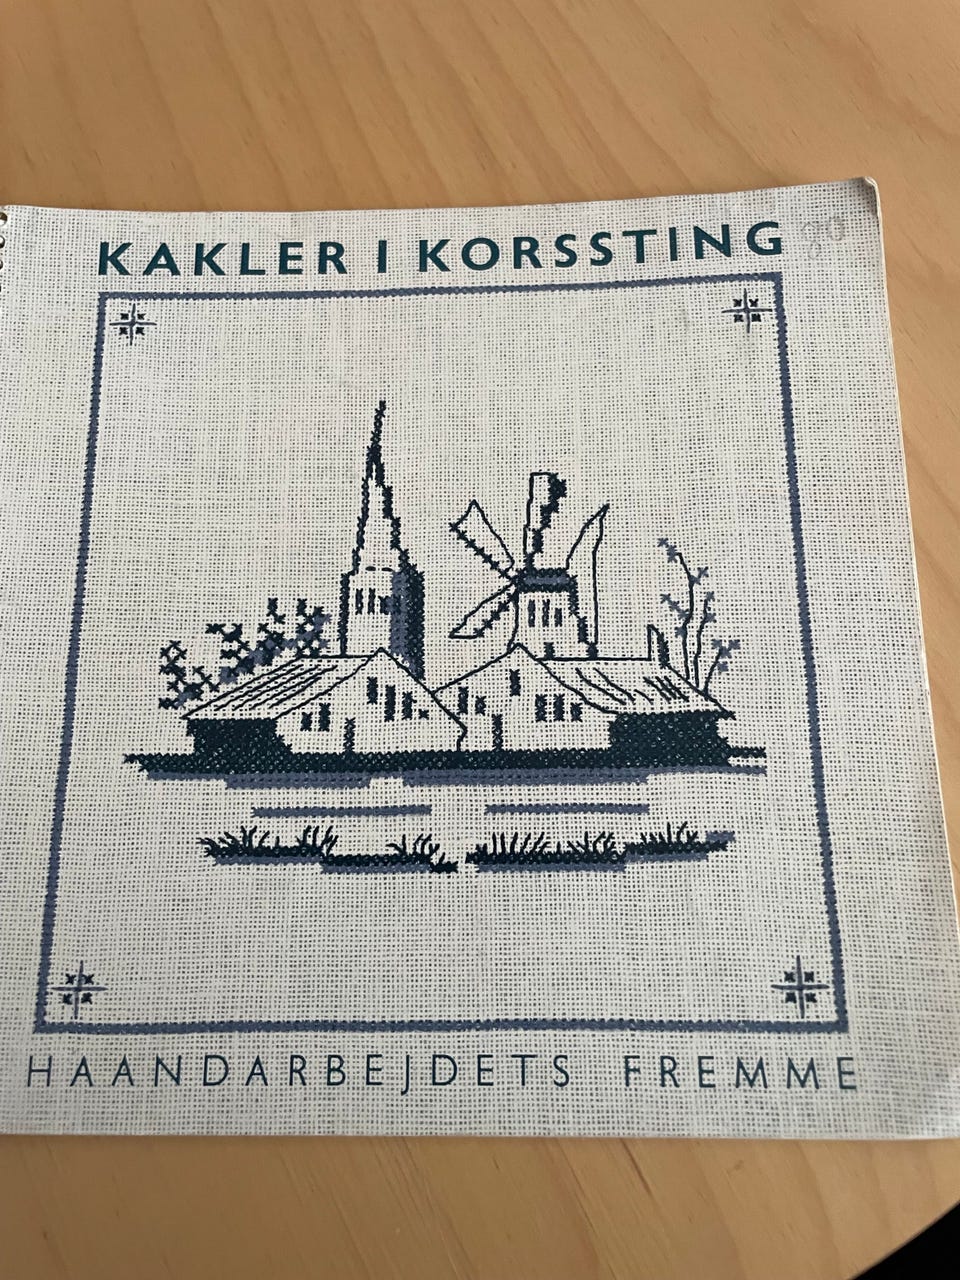 KAKLER I KORSSTING
HAANDARBEJDETS FREMME